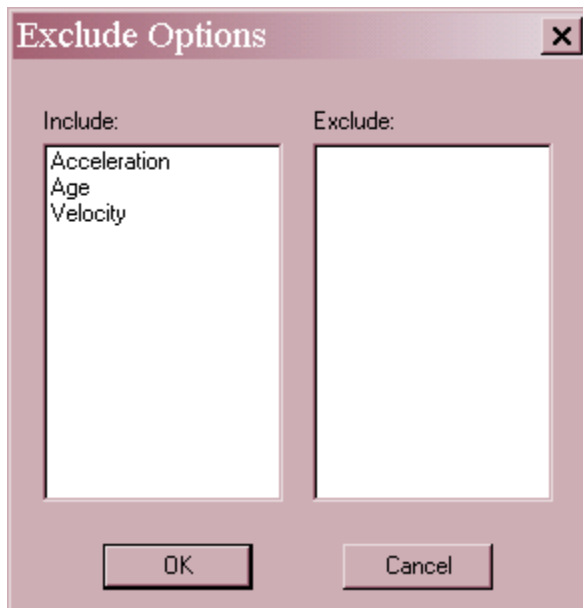 Exclude Options
Include:
Exclude:
Acceleration
Age
Velocity
OK
Cancel